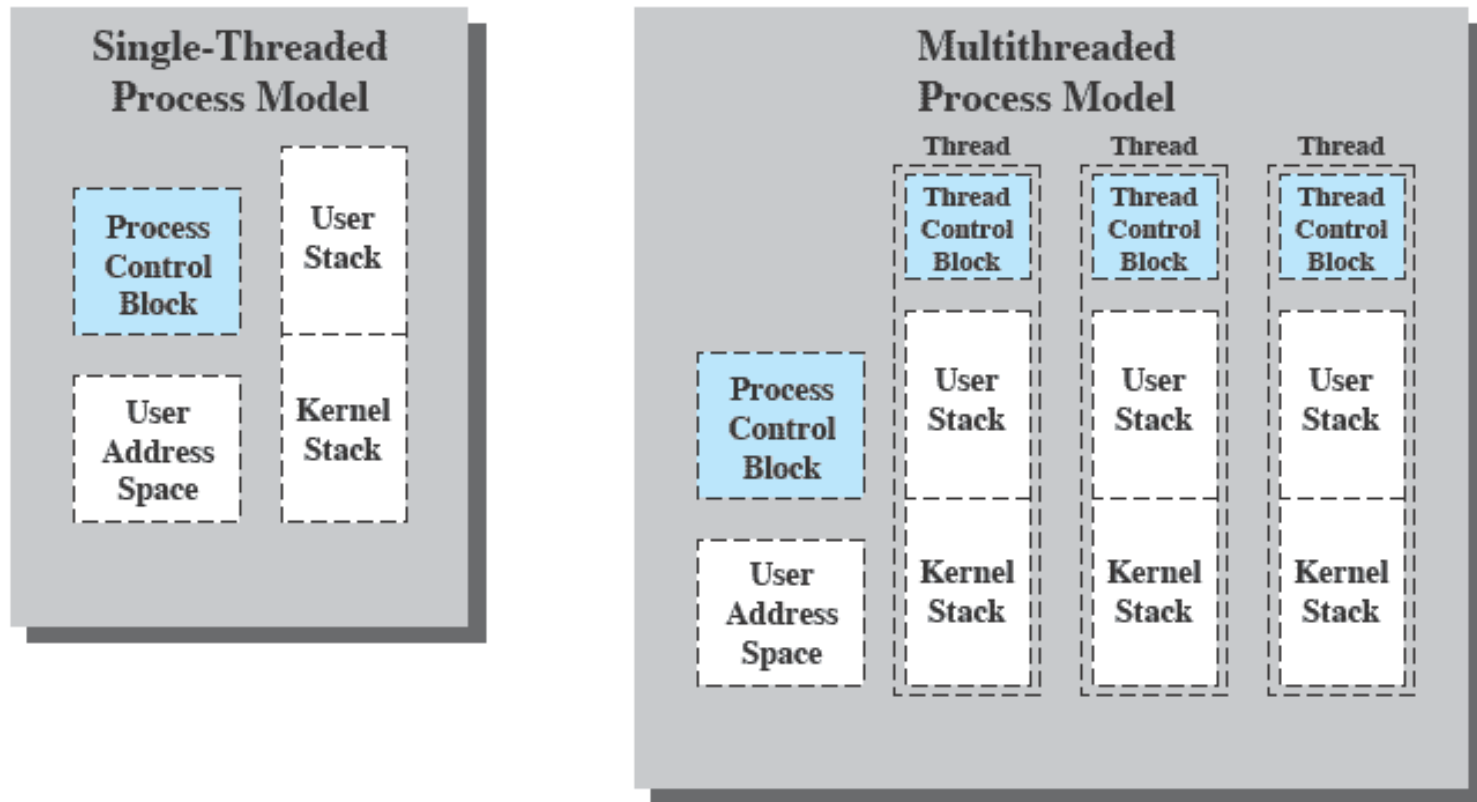 Single-Threaded
Process Model
Process
Control
Block
User
Stack
User
Address
Space
Kernel
Stack
Multithreaded
Process Model
Thread
Thread
Control
Block
User
Stack
Kernel
Stack
Thread
Thread
Control
Block
User
Stack
Kernel
Stack
Thread
Thread
Control
Block
User
Stack
Kernel
Stack
Process
Control
Block
User
Address
Space